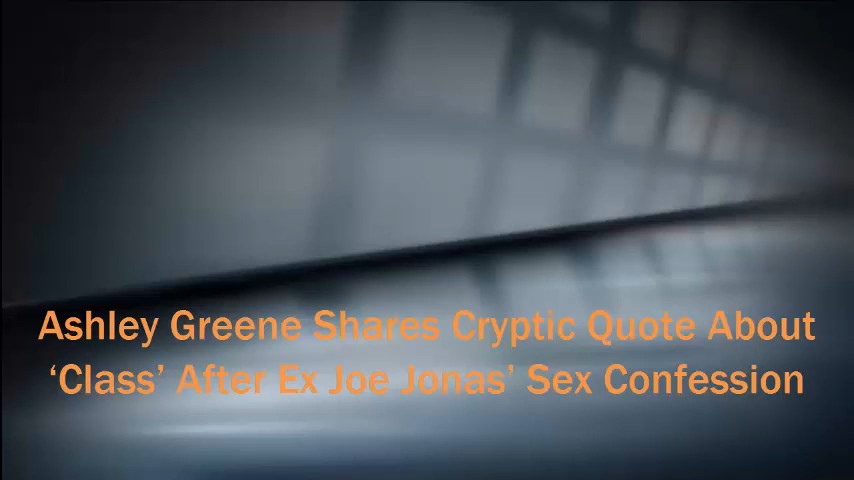 Ashley Greene Shares Cryptic Quote About
‘Class’ After Ex Joe Jonas’ Sex Confession